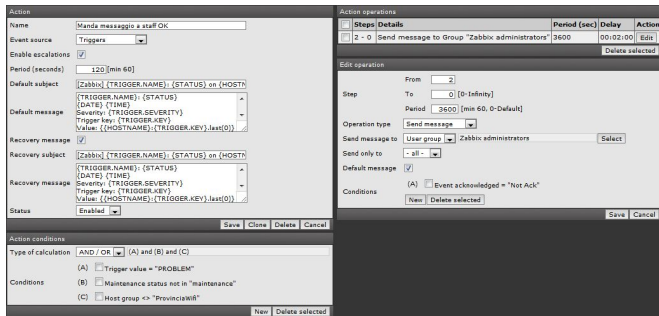 Action
Name Manda messaggio a staff OK
Event source Triggers
Enable escalations
Period (seconds) 120 [min 60]
Default subject [Zabbix] {TRIGGER.NAME}: {STATUS} on {HOSTN
Default message {TRIGGER.NAME}: {STATUS}
{DATE} {TIME}
Severity: {TRIGGER.SEVERITY}
Trigger key: {TRIGGER.KEY}
Value: {{HOSTNAME}:{TRIGGER.KEY}.last(0)}
Recovery message
Recovery subject [Zabbix] {TRIGGER.NAME}: {STATUS} on {HOSTN
Recovery message {TRIGGER.NAME}: {STATUS}
{DATE} {TIME}
Severity: {TRIGGER.SEVERITY}
Trigger key: {TRIGGER.KEY}
Value: {{HOSTNAME}:{TRIGGER.KEY}.last(0)}
Status Enabled
Save Clone Delete Cancel
Action conditions
Type of calculation AND / OR (A) and (B) and (C)
Conditions
(A) Trigger value = "PROBLEM"
(B) Maintenance status not in "maintenance"
(C) Host group <> "ProvinciaWifi"
New Delete selected
Action operations
Steps Details Period (sec) Delay Action
2 - 0 Send message to Group "Zabbix administrators" 3600 00:02:00 Edit
Delete selected
Edit operation
Step
From 2
To 0 [0-Infinity]
Period 3600 [min 60, 0-Default]
Operation type Send message
Send message to User group Zabbix administrators Select
Send only to - all -
Default message
Conditions
(A) Event acknowledged = "Not Ack"
New Delete selected
Save Cancel